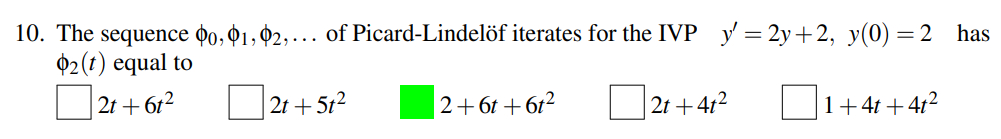 10. The sequence ϕ₀,ϕ₁,ϕ₂,... of Picard-Lindelöf iterates for the IVP y′ = 2y+2, y(0) = 2 has
ϕ₂(t) equal to
2t + 6t² 2t + 5t² 2 + 6t + 6t² 2t + 4t² 1 + 4t + 4t²